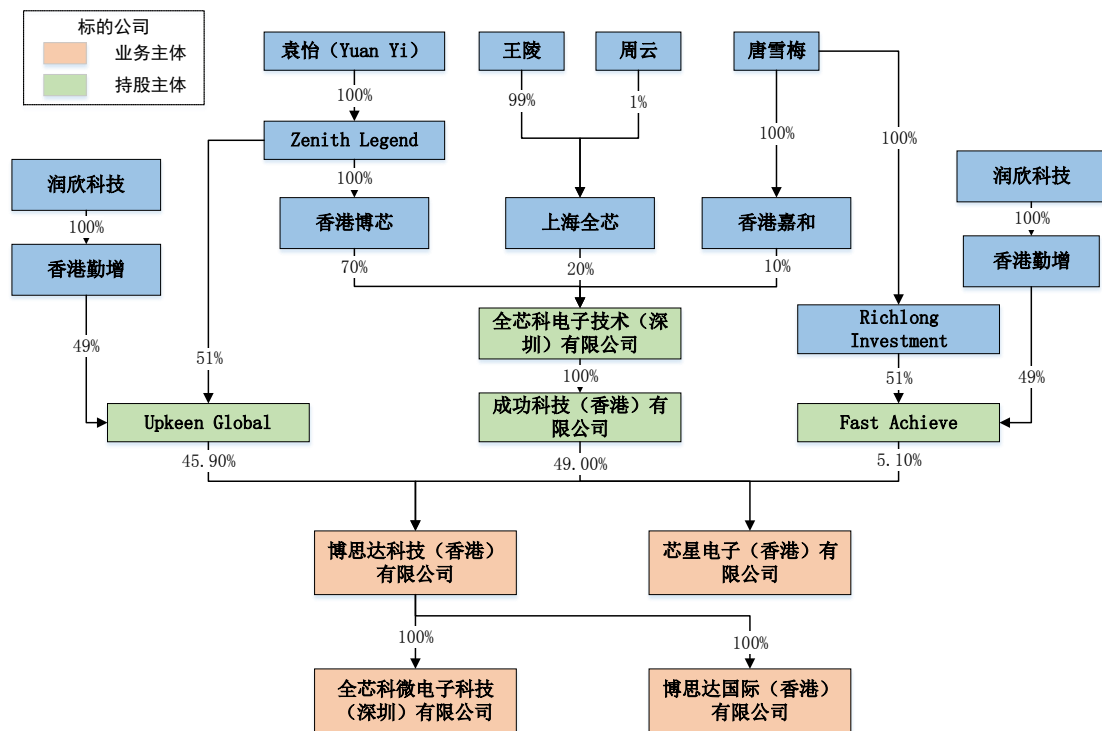 标的公司
业务主体
持股主体
袁怡（Yuan Yi）
王陵
周云
唐雪梅
100%
99%
1%
100%
100%
Zenith Legend
润欣科技
润欣科技
100%
100%
100%
香港博芯
上海全芯
香港嘉和
香港勤增
香港勤增
70%
20%
10%
全芯科电子技术（深
圳）有限公司
Richlong
Investment
49%
51%
100%
51%
49%
Upkeen Global
成功科技（香港）有
限公司
Fast Achieve
45.90%
49.00%
5.10%
博思达科技（香港）
有限公司
芯星电子（香港）有
限公司
100%
100%
全芯科微电子科技
（深圳）有限公司
博思达国际（香港）
有限公司